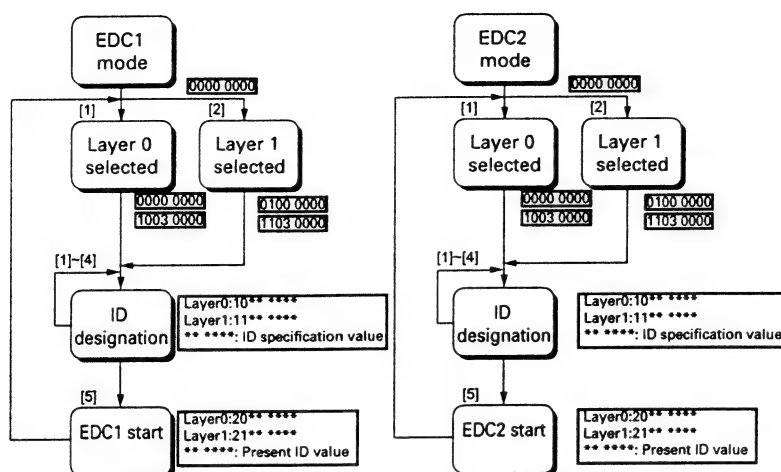 EDC1
mode
0000 0000
[1]
[2]
Layer 0
selected
Layer 1
selected
0000 0000
1003 0000
0100 0000
1103 0000
[1]~[4]
ID
designation
Layer0:10** ****
Layer1:11** ****
** ****: ID specification value
[5]
EDC1 start
Layer0:20** ****
Layer1:21** ****
** ****: Present ID value
EDC2
mode
0000 0000
[1]
[2]
Layer 0
selected
Layer 1
selected
0000 0000
1003 0000
0100 0000
1103 0000
[1]~[4]
ID
designation
Layer0:10** ****
Layer1:11** ****
** ****: ID specification value
[5]
EDC2 start
Layer0:20** ****
Layer1:21** ****
** ****: Present ID value